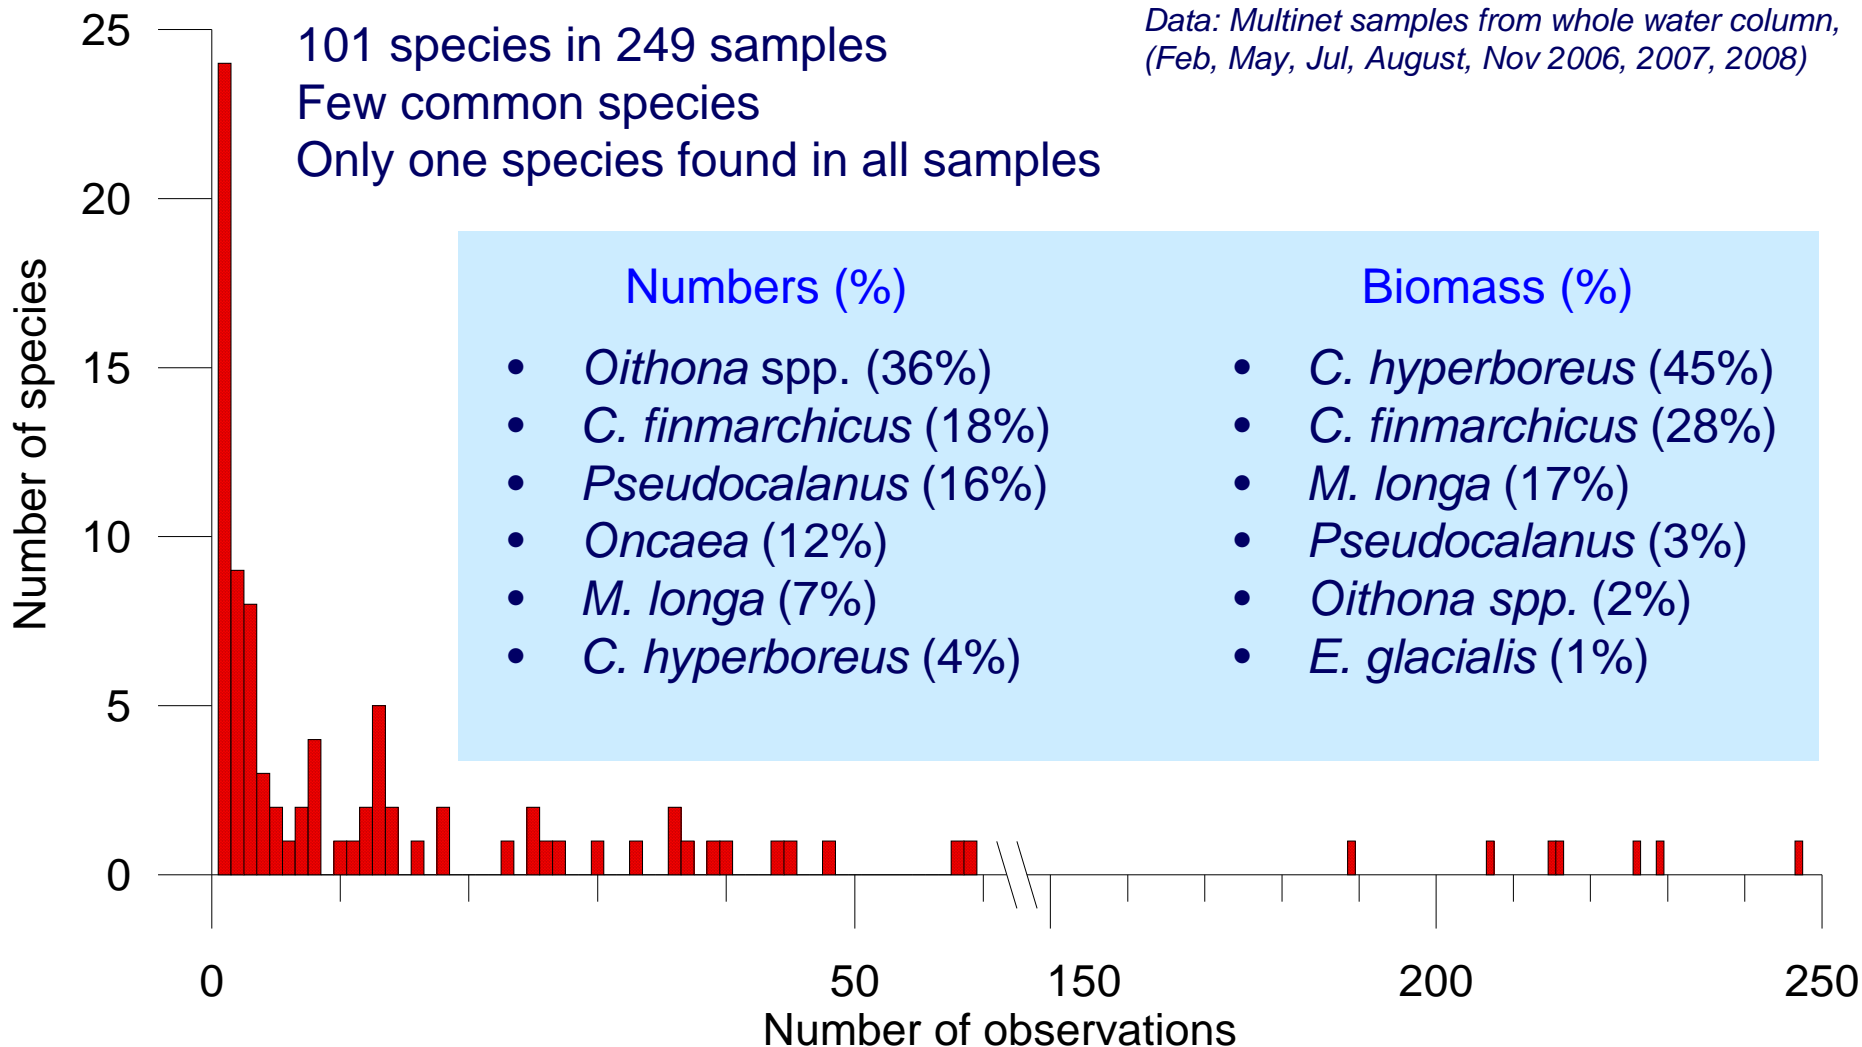 101 species in 249 samples
Few common species
Only one species found in all samples
Data: Multinet samples from whole water column,
(Feb, May, Jul, August, Nov 2006, 2007, 2008)
Numbers (%)
• Oithona spp. (36%)
• C. finmarchicus (18%)
• Pseudocalanus (16%)
• Oncaea (12%)
• M. longa (7%)
• C. hyperboreus (4%)
Biomass (%)
• C. hyperboreus (45%)
• C. finmarchicus (28%)
• M. longa (17%)
• Pseudocalanus (3%)
• Oithona spp. (2%)
• E. glacialis (1%)
Number of species
25
20
15
10
5
0
0 50 150 200 250
Number of observations